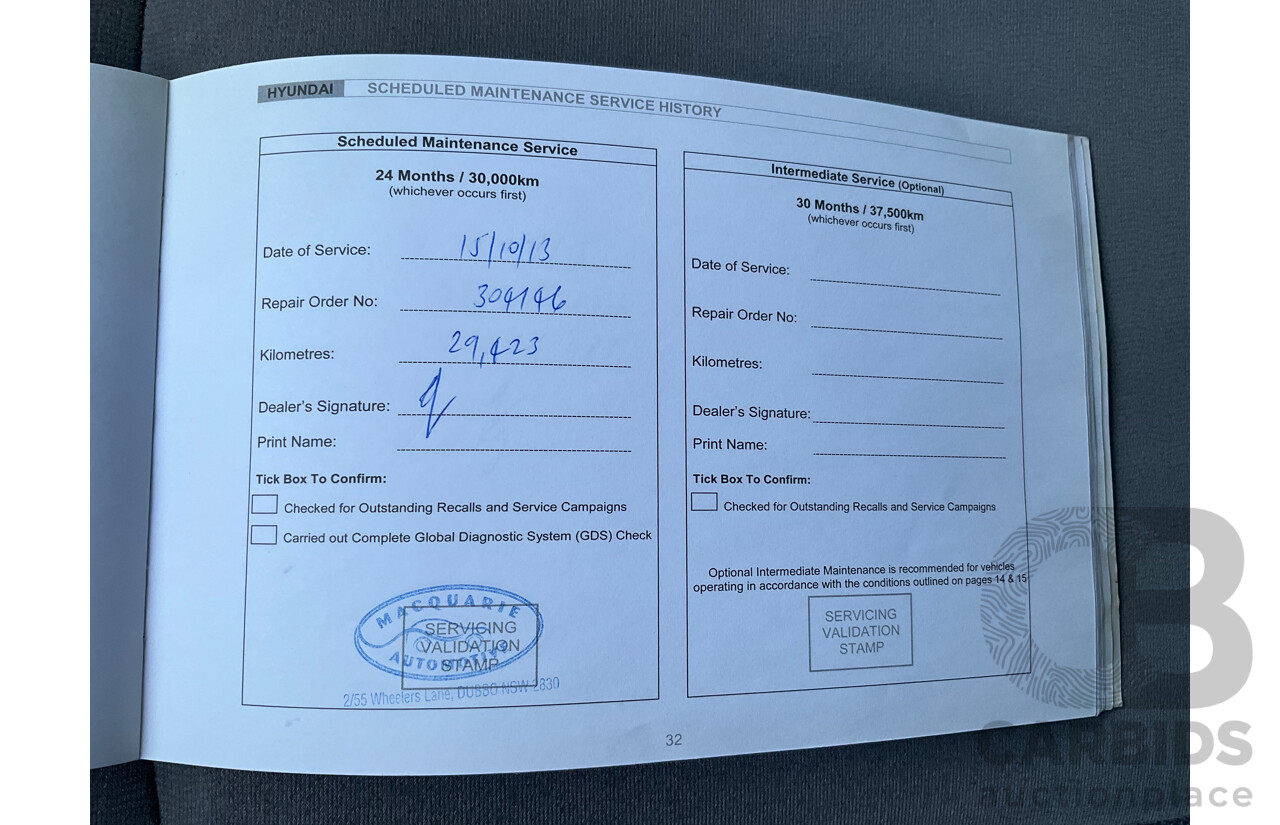 HYUNDAI SCHEDULED MAINTENANCE SERVICE HISTORY
Scheduled Maintenance Service
24 Months / 30,000km
(whichever occurs first)
Date of Service: 15/10/13
Repair Order No: 304146
Kilometres: 29,423
Dealer's Signature:
Print Name:
Tick Box To Confirm:
Checked for Outstanding Recalls and Service Campaigns
Carried out Complete Global Diagnostic System (GDS) Check
MACQUARIE
SERVICING
VALIDATION
AUTOMOTIVE
STAMP
2/55 Wheelers Lane, DUBBO NSW 2830
Intermediate Service (Optional)
30 Months / 37,500km
(whichever occurs first)
Date of Service:
Repair Order No:
Kilometres:
Dealer's Signature:
Print Name:
Tick Box To Confirm:
Checked for Outstanding Recalls and Service Campaigns
Optional Intermediate Maintenance is recommended for vehicles
operating in accordance with the conditions outlined on pages 14 & 15
SERVICING
VALIDATION
STAMP
32
CB
CARBIDS
auctionplace